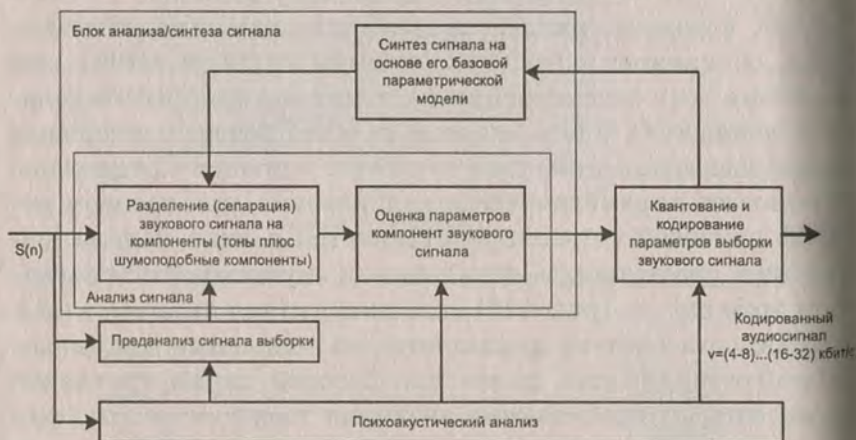 Блок анализа/синтеза сигнала
Синтез сигнала на
основе его базовой
параметрической
модели
S(n)
Разделение (сепарация)
звукового сигнала на
компоненты (тоны плюс
шумоподобные компоненты)
Оценка параметров
компонент звукового
сигнала
Квантование и
кодирование
параметров выборки
звукового сигнала
Анализ сигнала
Преданализ сигнала выборки
Кодированный
аудиосигнал
v=(4-8)...(16-32) кбит/с
Психоакустический анализ